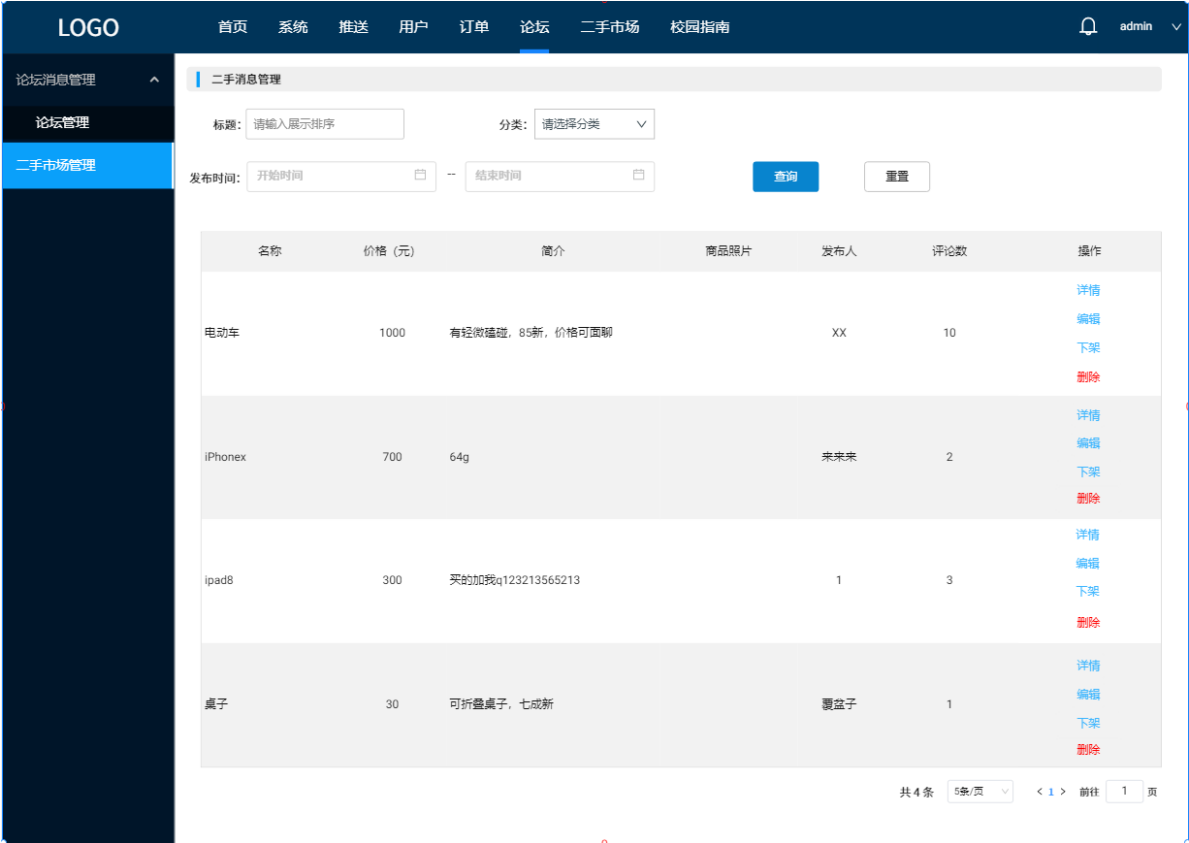 LOGO 首页 系统 推送 用户 订单 论坛 二手市场 校园指南 admin
论坛消息管理
论坛管理
二手市场管理
二手消息管理
标题: 请输入展示排序 分类: 请选择分类
发布时间: 开始时间 -- 结束时间 查询 重置
名称 价格（元） 简介 商品照片 发布人 评论数 操作
电动车 1000 有轻微磕碰，85新，价格可面聊 XX 10 详情
编辑
下架
删除
iPhonex 700 64g 来来来 2 详情
编辑
下架
删除
ipad8 300 买的加我q123213565213 1 3 详情
编辑
下架
删除
桌子 30 可折叠桌子，七成新 覆盆子 1 详情
编辑
下架
删除
共4条 5条/页 < 1 > 前往 1 页